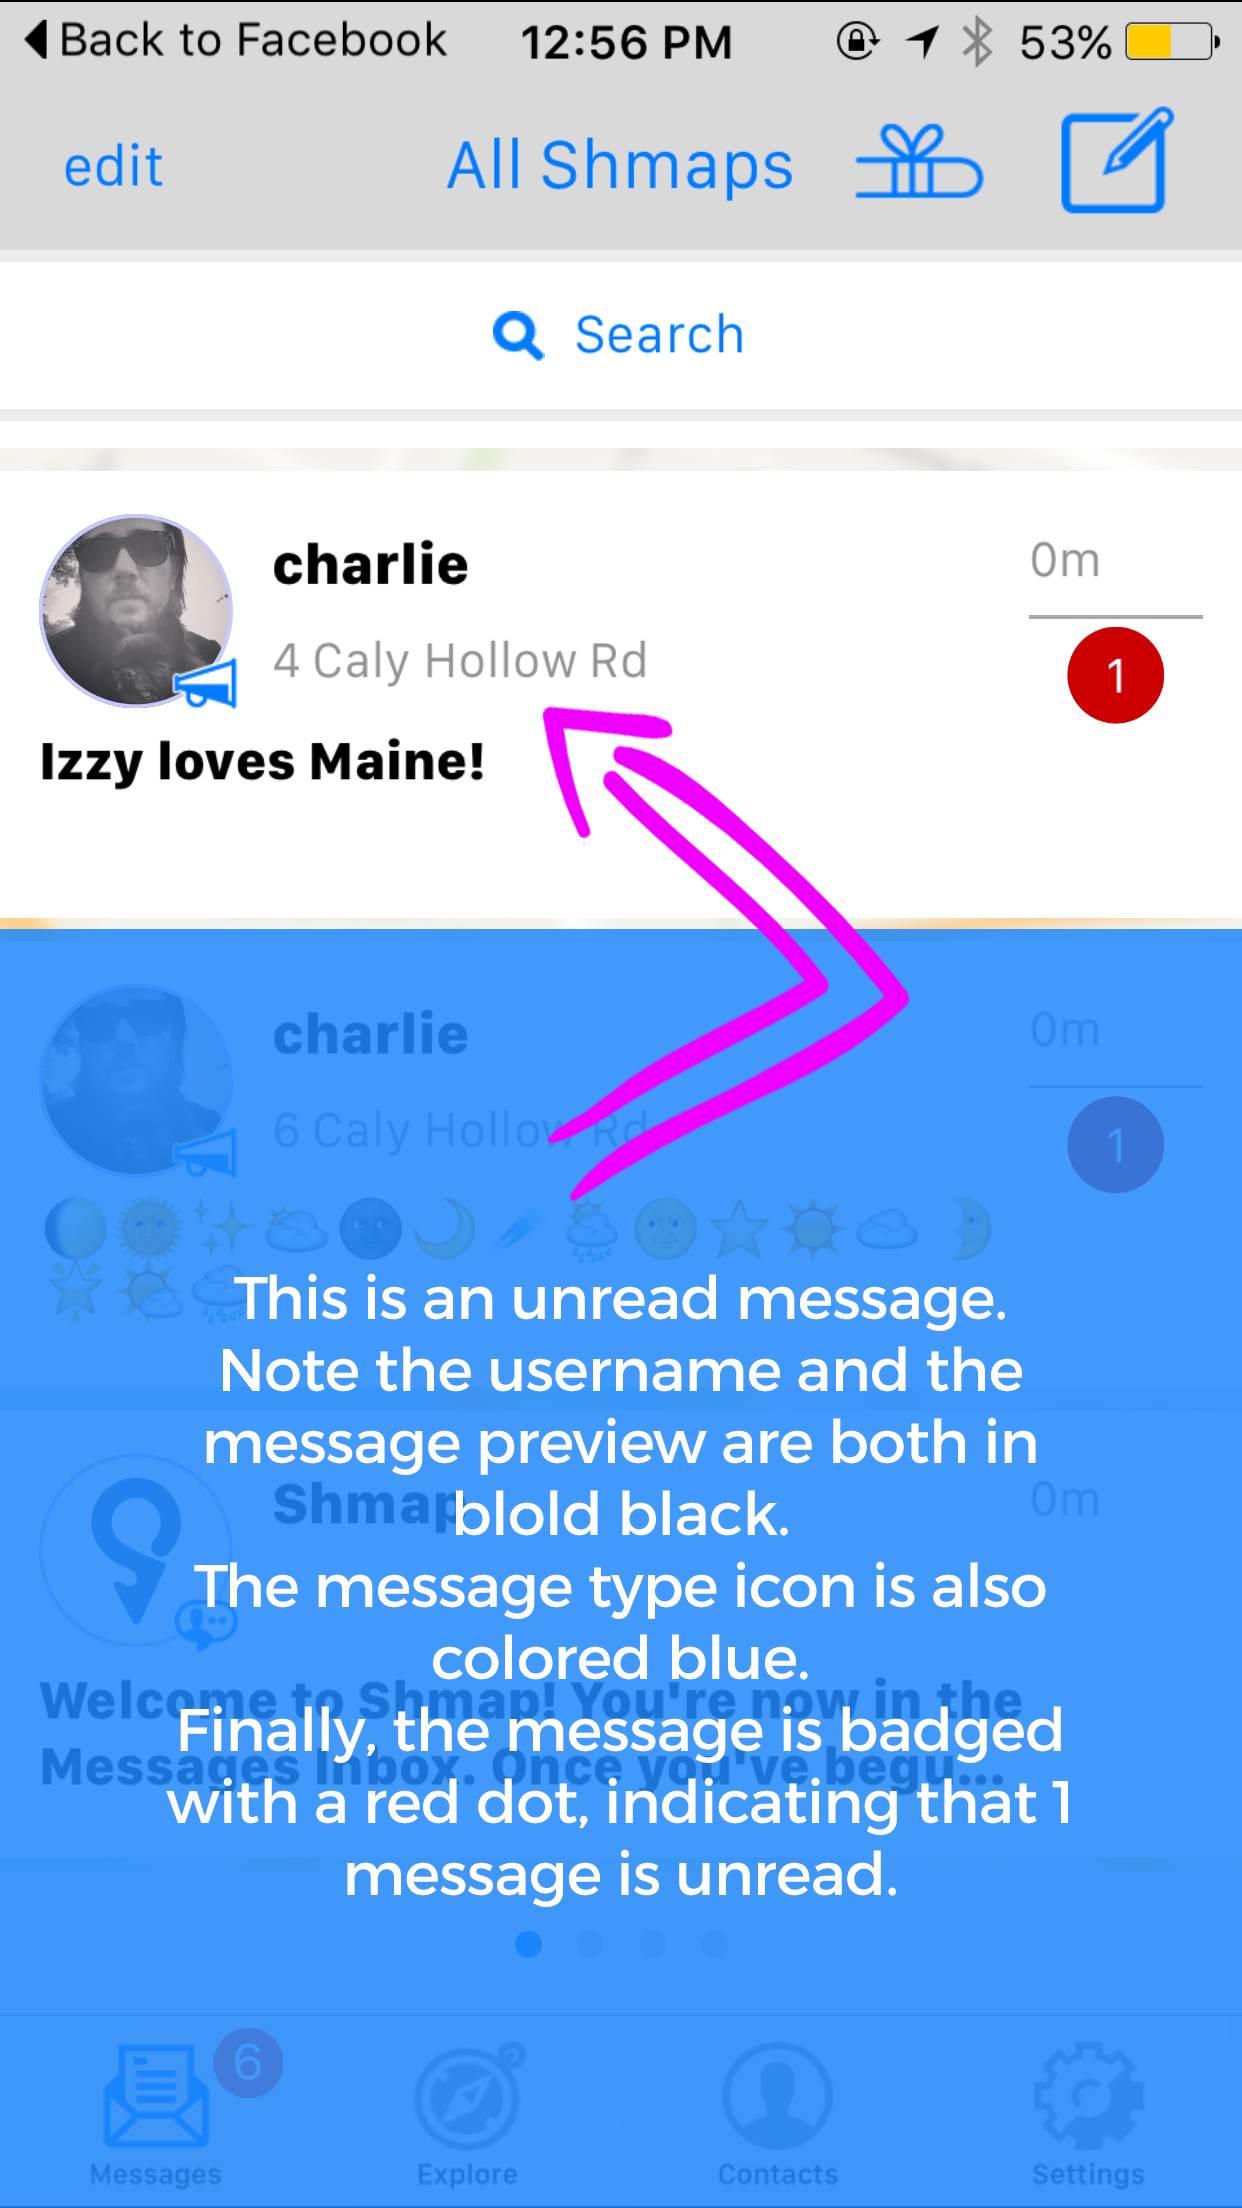 Back to Facebook 12:56 PM 53%
edit All Shmaps
Search
charlie 0m
4 Caly Hollow Rd 1
Izzy loves Maine!
charlie 0m
6 Caly Hollow Rd 1
This is an unread message.
Note the username and the
message preview are both in
blold black.
The message type icon is also
colored blue.
Finally, the message is badged
with a red dot, indicating that 1
message is unread.
Shmap 0m
Welcome to Shmap! You're now in the
Messages Inbox. Once you've begu...
6
Messages Explore Contacts Settings